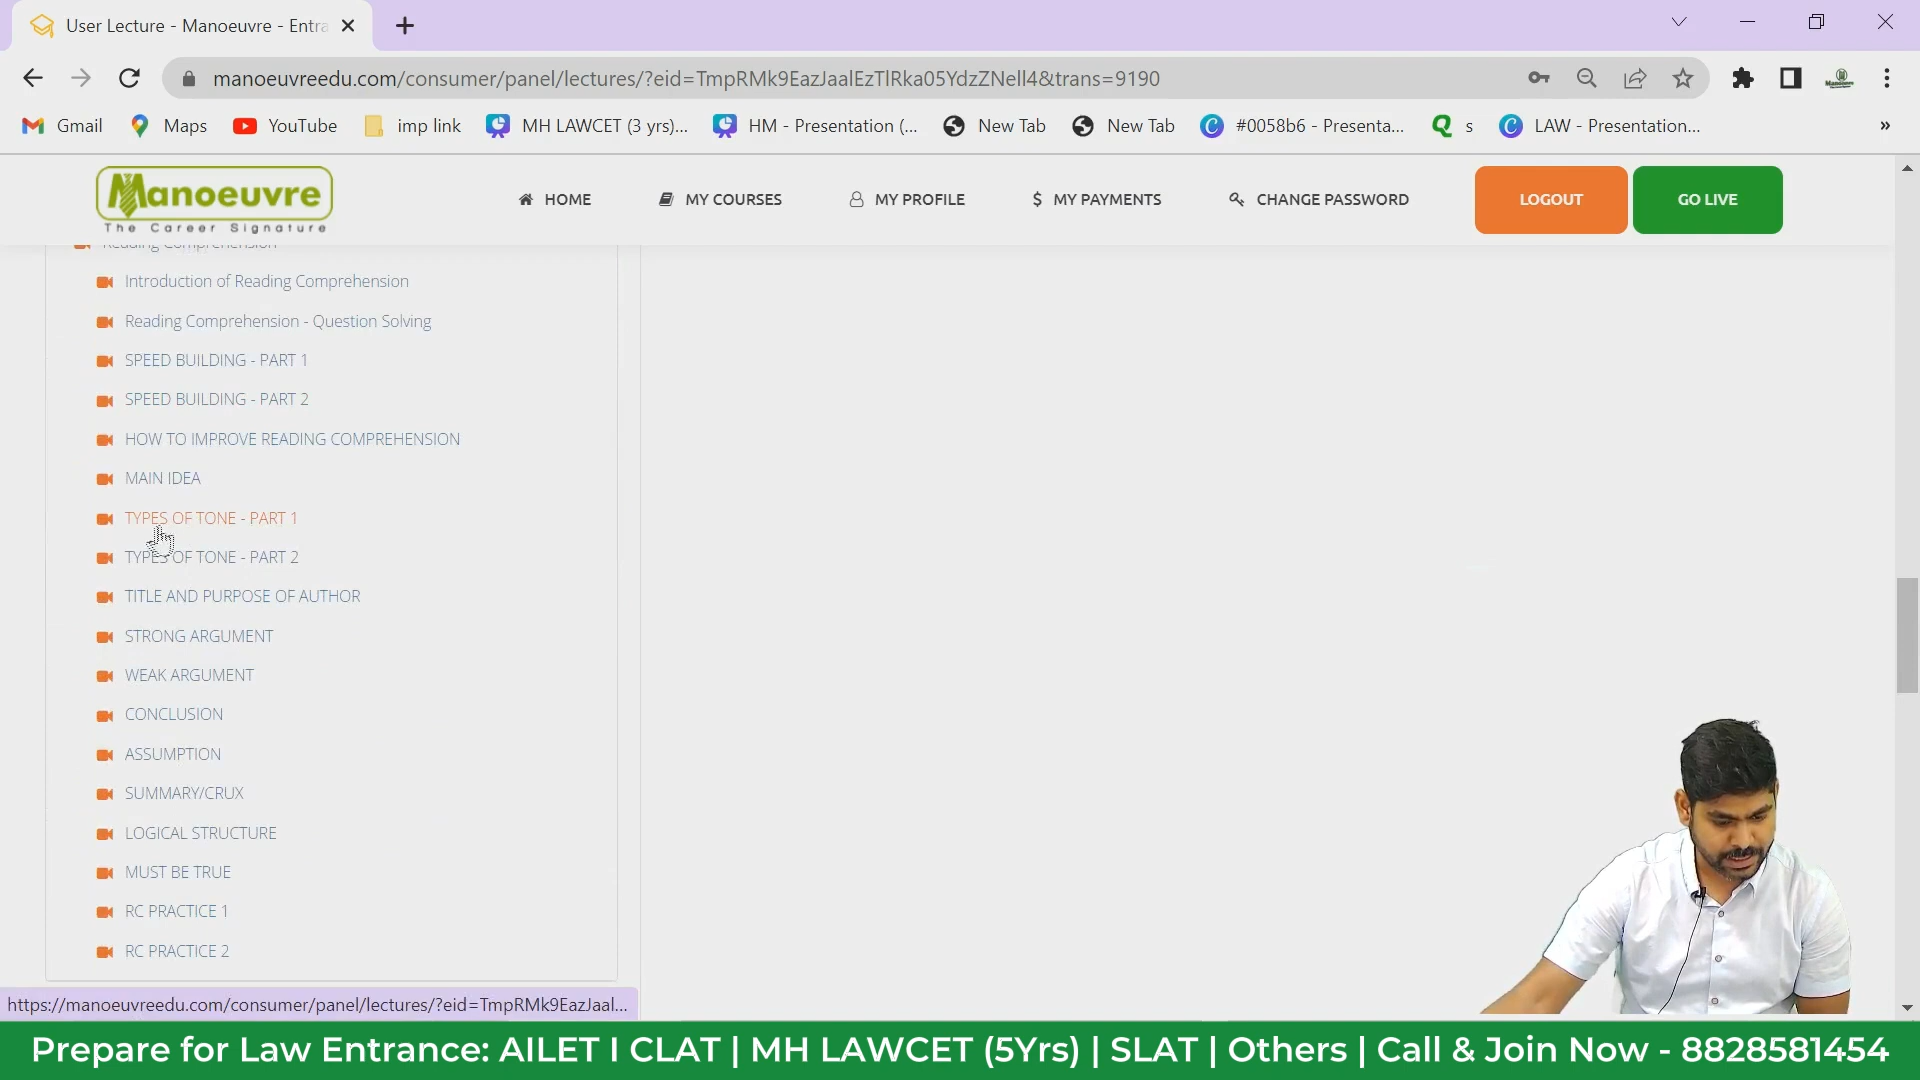 User Lecture - Manoeuvre - Entra
manoeuvreedu.com/consumer/panel/lectures/?eid=TmpRMk9EazJaalEzTlRka05YdzZNell4&trans=9190
Gmail
Maps
YouTube
imp link
MH LAWCET (3 yrs)...
HM - Presentation (...
New Tab
New Tab
#0058b6 - Presenta...
s
LAW - Presentation...
»
Manoeuvre
The Career Signature
HOME
MY COURSES
MY PROFILE
$ MY PAYMENTS
CHANGE PASSWORD
LOGOUT
GO LIVE
Reading Comprehension
Introduction of Reading Comprehension
Reading Comprehension - Question Solving
SPEED BUILDING - PART 1
SPEED BUILDING - PART 2
HOW TO IMPROVE READING COMPREHENSION
MAIN IDEA
TYPES OF TONE - PART 1
TYPES OF TONE - PART 2
TITLE AND PURPOSE OF AUTHOR
STRONG ARGUMENT
WEAK ARGUMENT
CONCLUSION
ASSUMPTION
SUMMARY/CRUX
LOGICAL STRUCTURE
MUST BE TRUE
RC PRACTICE 1
RC PRACTICE 2
https://manoeuvreedu.com/consumer/panel/lectures/?eid=TmpRMk9EazJaal...
Prepare for Law Entrance: AILET I CLAT | MH LAWCET (5Yrs) | SLAT | Others | Call & Join Now - 8828581454